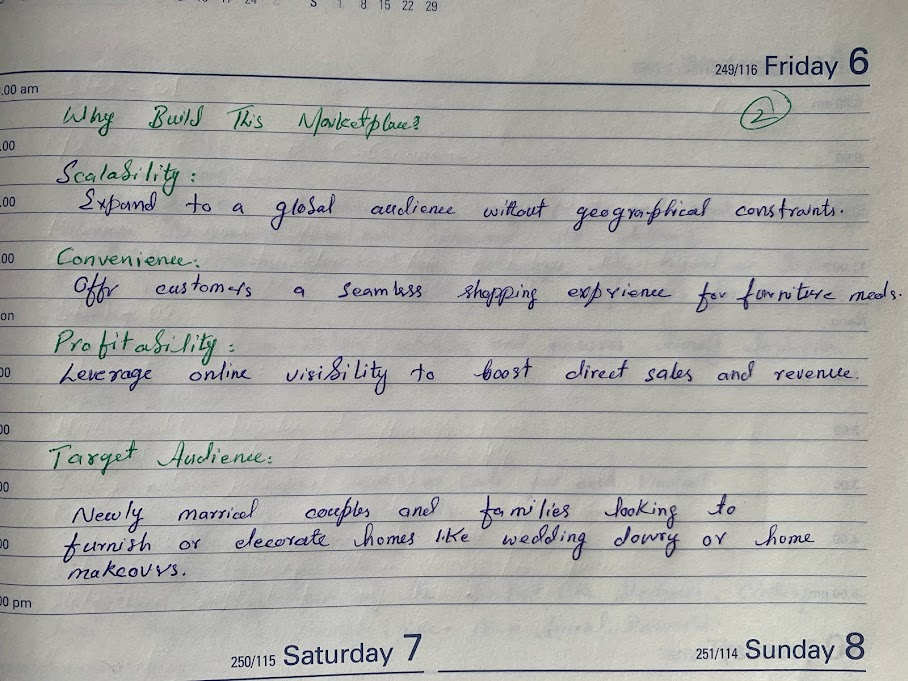 S 1 8 15 22 29
249/116 Friday 6
.00 am
Why Build This Marketplace?
2
.00
Scalability:
.00
Expand to a global audience without geographical constraints.
00
Convenience:
Offr customers a seamless shopping exprience for furniture needs.
on
Profitability:
00
Leverage online visibility to boost direct sales and revenue.
00
Target Audience:
00
Newly married couples and families looking to
00
furnish or decorate homes like wedding dowry or home
makeovrs.
00 pm
250/115 Saturday 7
251/114 Sunday 8